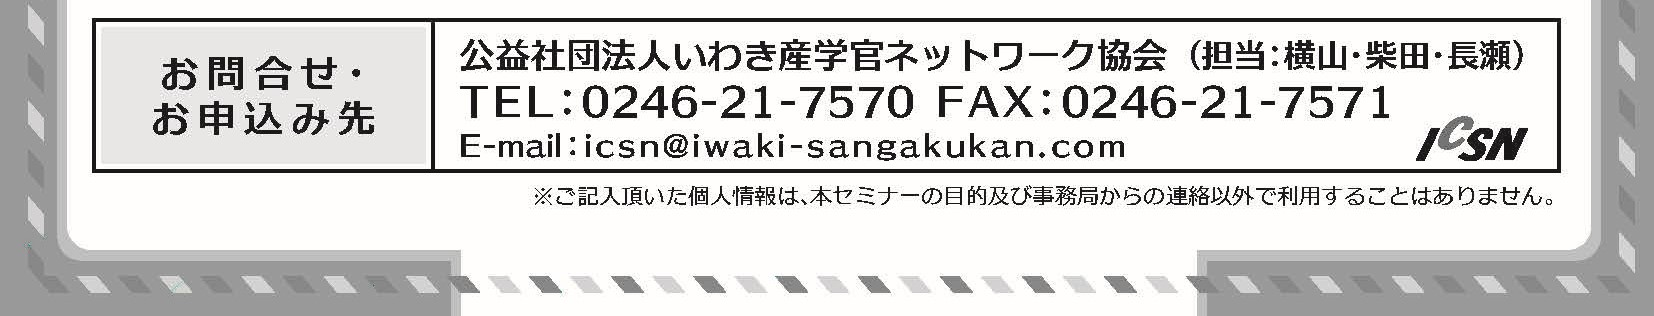 お問合せ・
お申込み先
公益社団法人いわき産学官ネットワーク協会（担当：横山・柴田・長瀬）
TEL：0246-21-7570 FAX：0246-21-7571
E-mail：icsn@iwaki-sangakukan.com
ICSN
※ご記入頂いた個人情報は、本セミナーの目的及び事務局からの連絡以外で利用することはありません。